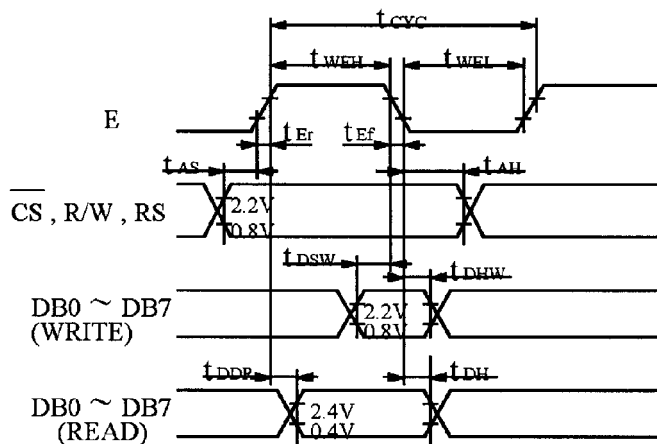 tCYC
tWEH tWEL
E
tEr tEf
tAS tAH
CS , R/W , RS
2.2V
0.8V
tDSW tDHW
DB0 ~ DB7
(WRITE)
2.2V
0.8V
tDDR tDH
DB0 ~ DB7
(READ)
2.4V
0.4V